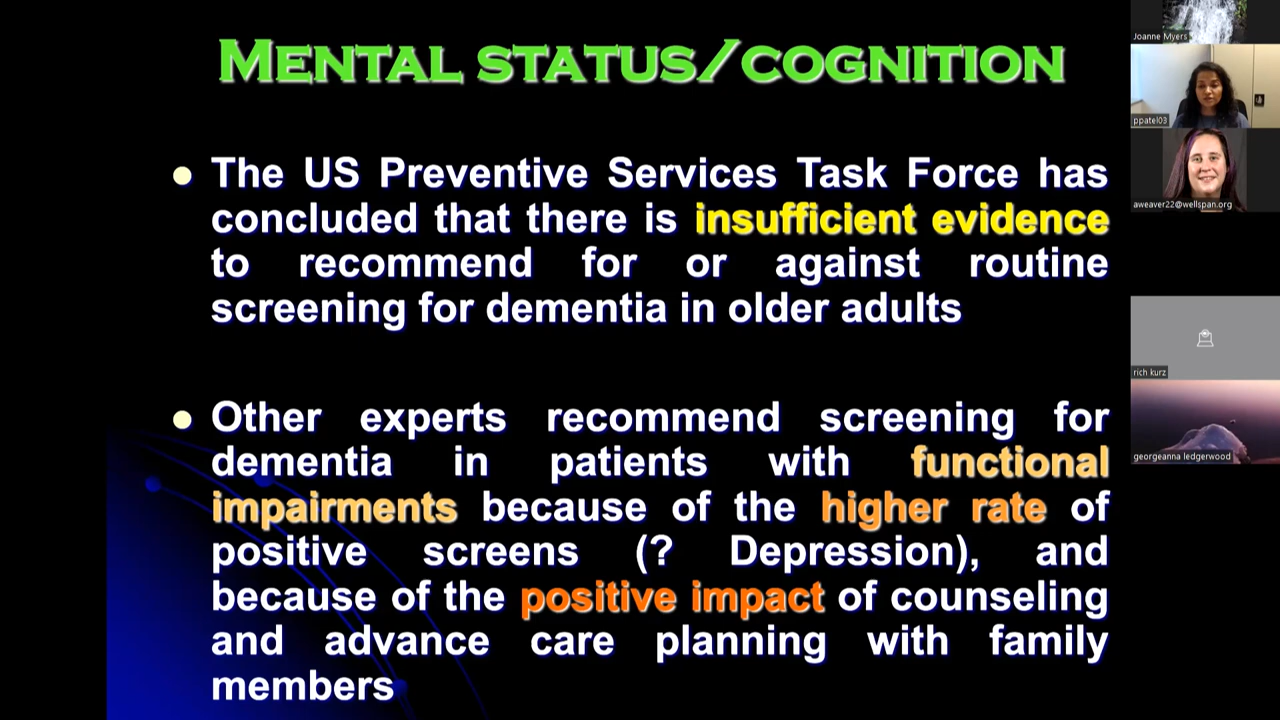 MENTAL STATUS/COGNITION
• The US Preventive Services Task Force has
concluded that there is insufficient evidence
to recommend for or against routine
screening for dementia in older adults
• Other experts recommend screening for
dementia in patients with functional
impairments because of the higher rate of
positive screens (? Depression), and
because of the positive impact of counseling
and advance care planning with family
members
Joanne Myers
ppatel03
aweaver22@wellspan.org
rich kurz
georgeanna ledgerwood